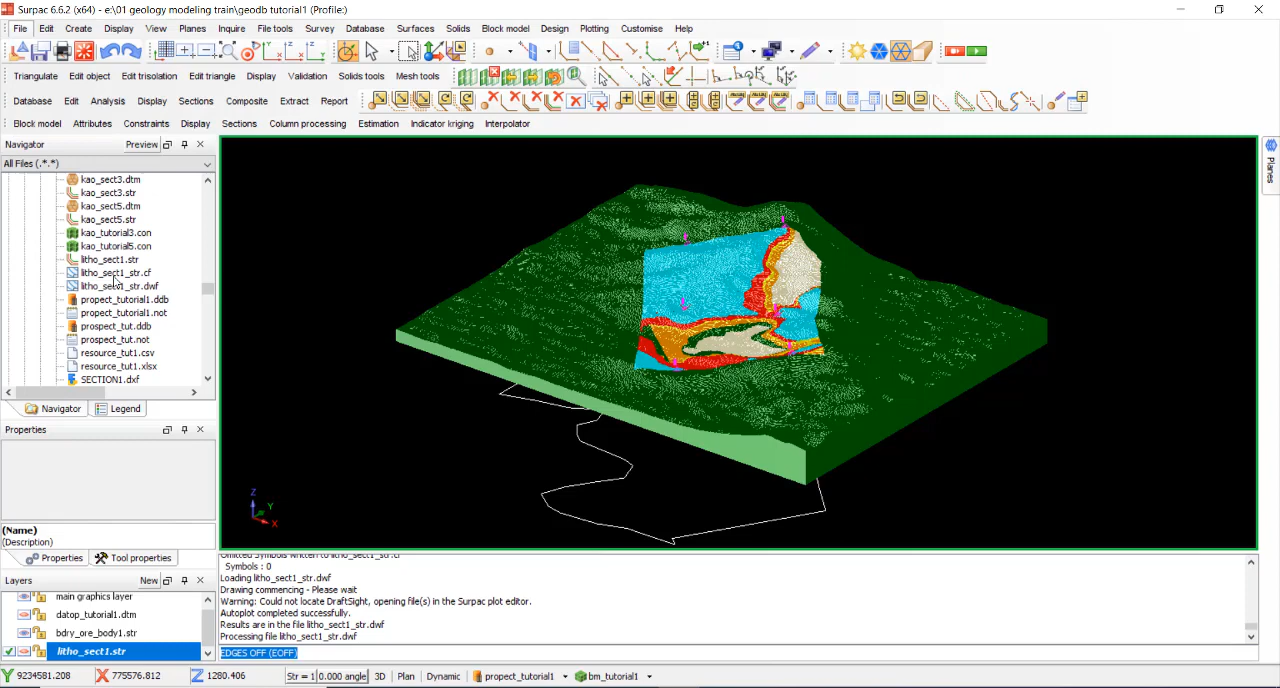 Surpac 6.6.2 (x64) - e:\01 geology modeling train\geodb tutorial1 (Profile:)
File Edit Create Display View Planes Inquire File tools Survey Database Surfaces Solids Block model Design Plotting Customise Help
Triangulate Edit object Edit trisolation Edit triangle Display Validation Solids tools Mesh tools
Database Edit Analysis Display Sections Composite Extract Report
Block model Attributes Constraints Display Sections Column processing Estimation Indicator kriging Interpolator
Navigator Preview
All Files (.*.*)
kao_sect3.dtm
kao_sect3.str
kao_sect5.dtm
kao_sect5.str
kao_tutorial3.con
kao_tutorial5.con
litho_sect1.str
litho_sect1_str.cf
litho_sect1_str.dwf
propect_tutorial1.ddb
propect_tutorial1.not
prospect_tut.ddb
prospect_tut.not
resource_tut1.csv
resource_tut1.xlsx
SECTION1.dxf
Navigator Legend
Properties
(Name)
(Description)
Properties Tool properties
Layers New
main graphics layer
datop_tutorial1.dtm
bdry_ore_body1.str
litho_sect1.str
Z
Y
X
Planes
Omitted Symbols written to litho_sect1_str.cf
Symbols : 0
Loading litho_sect1_str.dwf
Drawing commencing - Please wait
Warning: Could not locate DraftSight, opening file(s) in the Surpac plot editor.
Autoplot completed successfully.
Results are in the file litho_sect1_str.dwf
Processing file litho_sect1_str.dwf
EDGES OFF (EOFF)
Y 9234581.208 X 775576.812 Z 1280.406 Str = 1 0.000 angle 3D Plan Dynamic propect_tutorial1 bm_tutorial1